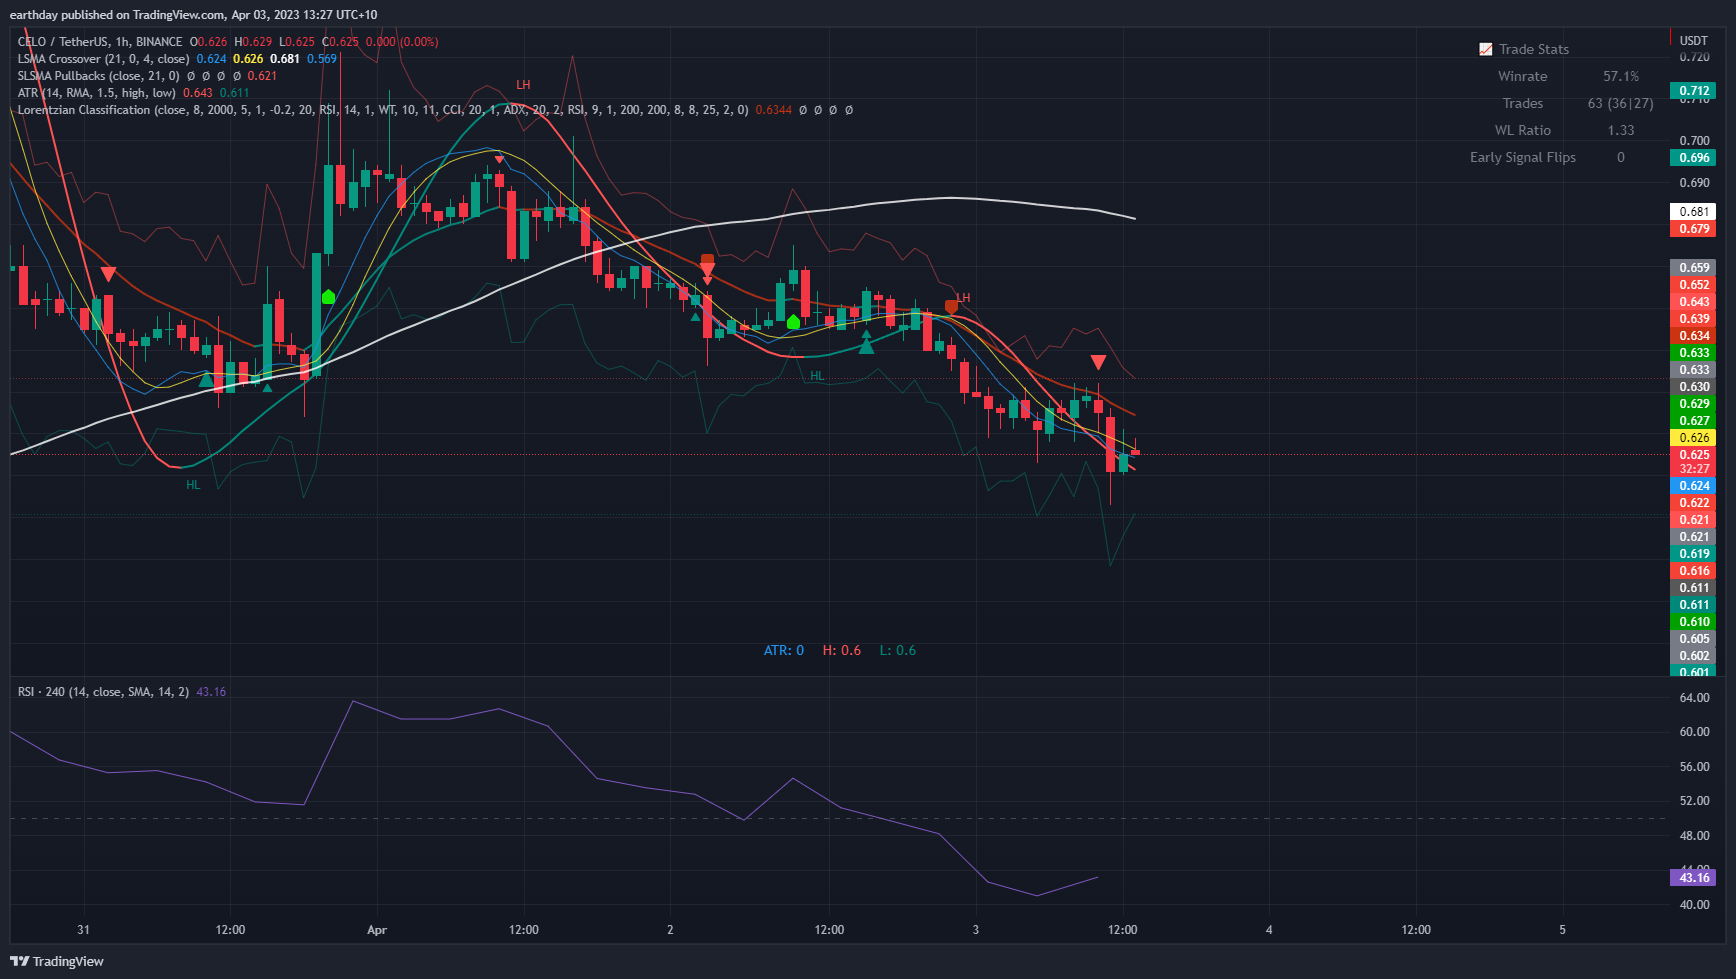 earthday published on TradingView.com, Apr 03, 2023 13:27 UTC+10
CELO / TetherUS, 1h, BINANCE O0.626 H0.629 L0.625 C0.625 0.000 (0.00%)
LSMA Crossover (21, 0, 4, close) 0.624 0.626 0.681 0.569
SLSMA Pullbacks (close, 21, 0) Ø Ø Ø Ø 0.621
ATR (14, RMA, 1.5, high, low) 0.643 0.611
Lorentzian Classification (close, 8, 2000, 5, 1, -0.2, 20, RSI, 14, 1, WT, 10, 11, CCI, 20, 1, ADX, 20, 2, RSI, 9, 1, 200, 200, 8, 8, 25, 2, 0) 0.6344 Ø Ø Ø Ø
Trade Stats
Winrate 57.1%
Trades 63 (36|27)
WL Ratio 1.33
Early Signal Flips 0
LH
HL
HL
LH
USDT
0.720
0.712
0.710
0.700
0.696
0.690
0.681
0.679
0.659
0.652
0.643
0.639
0.634
0.633
0.633
0.630
0.629
0.627
0.626
0.625
32:27
0.624
0.622
0.621
0.621
0.619
0.616
0.611
0.611
0.610
0.605
0.602
0.601
ATR: 0 H: 0.6 L: 0.6
RSI · 240 (14, close, SMA, 14, 2) 43.16
64.00
60.00
56.00
52.00
48.00
44.00
43.16
40.00
31 12:00 Apr 12:00 2 12:00 3 12:00 4 12:00 5
TradingView